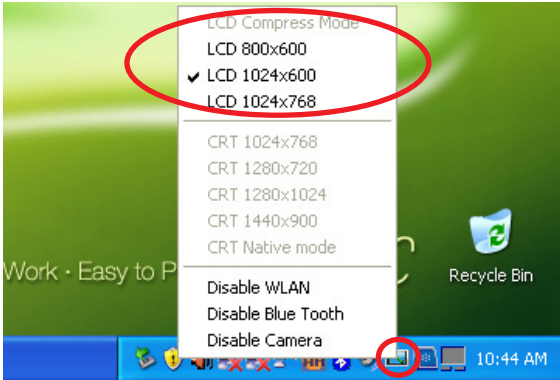 LCD Compress Mode
LCD 800x600
LCD 1024x600
LCD 1024x768
CRT 1024x768
CRT 1280x720
CRT 1280x1024
CRT 1440x900
CRT Native mode
Work · Easy to P C
Recycle Bin
Disable WLAN
Disable Blue Tooth
Disable Camera
10:44 AM